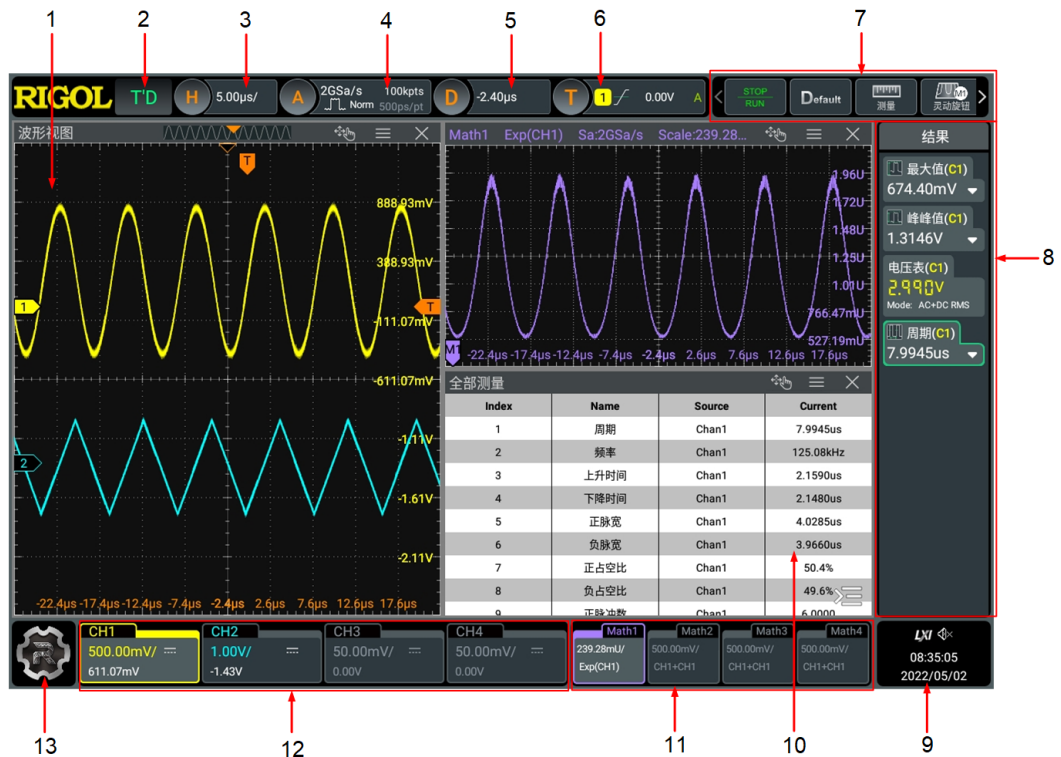 1 2 3 4 5 6 7
RIGOL T'D H 5.00μs/ A 2GSa/s 100kpts D -2.40μs T 1 0.00V A STOP Default 测量 灵动旋钮
Norm 500ps/pt RUN M1
波形视图 Math1 Exp(CH1) Sa:2GSa/s Scale:239.28... 结果
T
888.93mV
388.93mV
1 T
-111.07mV
-611.07mV
2
-1.11V
-1.61V
-2.11V
-22.4μs -17.4μs -12.4μs -7.4μs -2.4μs 2.6μs 7.6μs 12.6μs 17.6μs
1.96U
1.72U
1.48U
1.25U
1.01U
766.47mU
527.19mU
M1 -22.4μs -17.4μs -12.4μs -7.4μs -2.4μs 2.6μs 7.6μs 12.6μs 17.6μs
最大值(C1)
674.40mV
峰峰值(C1)
1.3146V
电压表(C1)
2.990V
Mode: AC+DC RMS
周期(C1)
7.9945us
8
全部测量
Index Name Source Current
1 周期 Chan1 7.9945us
2 频率 Chan1 125.08kHz
3 上升时间 Chan1 2.1590us
4 下降时间 Chan1 2.1480us
5 正脉宽 Chan1 4.0285us
6 负脉宽 Chan1 3.9660us
7 正占空比 Chan1 50.4%
8 负占空比 Chan1 49.6%
9 正脉冲数 Chan1 6.0000
R
CH1 CH2 CH3 CH4 Math1 Math2 Math3 Math4
500.00mV/ 1.00V/ 50.00mV/ 50.00mV/ 239.28mU/ 500.00mV/ 500.00mV/ 500.00mV/
611.07mV -1.43V 0.00V 0.00V Exp(CH1) CH1+CH1 CH1+CH1 CH1+CH1
LXI
08:35:05
2022/05/02
13 12 11 10 9